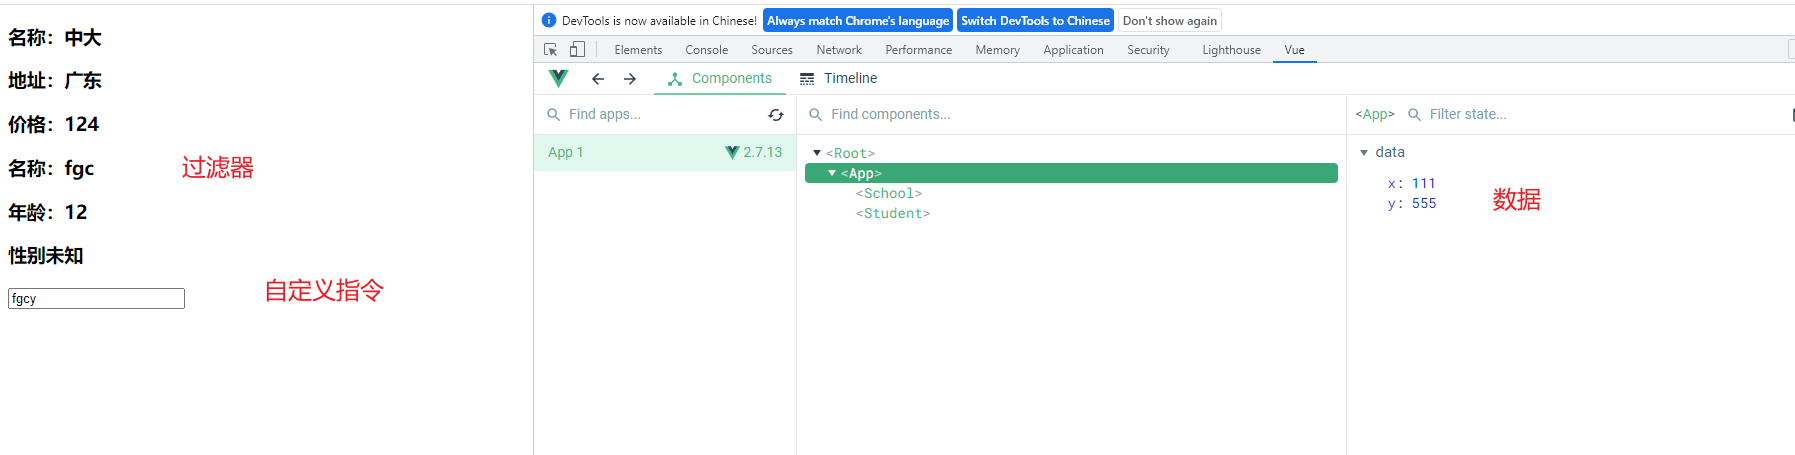 名称：中大
地址：广东
价格：124
名称：fgc
过滤器
年龄：12
性别未知
fgcy
自定义指令
DevTools is now available in Chinese!
Always match Chrome's language
Switch DevTools to Chinese
Don't show again
Elements
Console
Sources
Network
Performance
Memory
Application
Security
Lighthouse
Vue
Components
Timeline
Find apps...
App 1
2.7.13
Find components...
<Root>
<App>
<School>
<Student>
<App>
Filter state...
data
x: 111
y: 555
数据